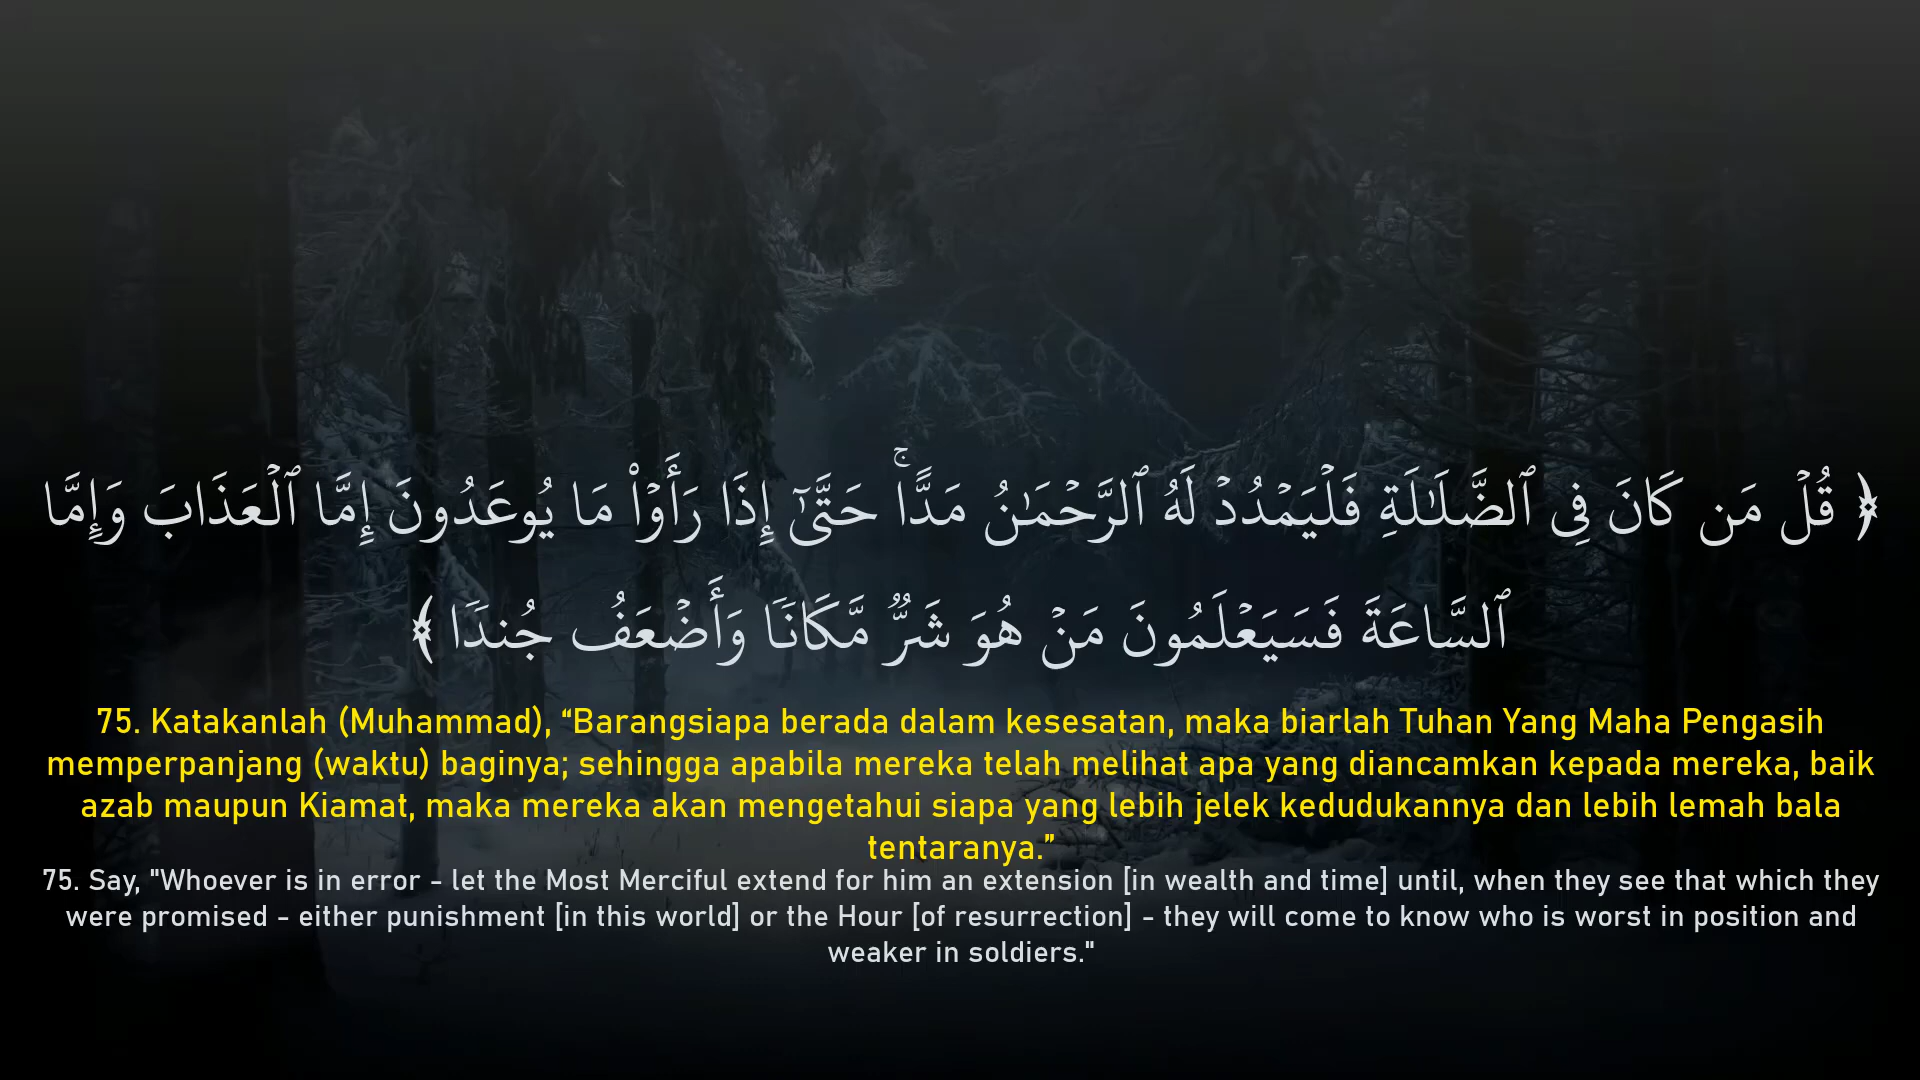 ﴿ قُلۡ مَن كَانَ فِي ٱلضَّلَٰلَةِ فَلۡيَمۡدُدۡ لَهُ ٱلرَّحۡمَٰنُ مَدًّاۚ حَتَّىٰٓ إِذَا رَأَوۡاْ مَا يُوعَدُونَ إِمَّا ٱلۡعَذَابَ وَإِمَّا
ٱلسَّاعَةَ فَسَيَعۡلَمُونَ مَنۡ هُوَ شَرّٞ مَّكَانٗا وَأَضۡعَفُ جُندٗا ﴾
75. Katakanlah (Muhammad), “Barangsiapa berada dalam kesesatan, maka biarlah Tuhan Yang Maha Pengasih
memperpanjang (waktu) baginya; sehingga apabila mereka telah melihat apa yang diancamkan kepada mereka, baik
azab maupun Kiamat, maka mereka akan mengetahui siapa yang lebih jelek kedudukannya dan lebih lemah bala
tentaranya.”
75. Say, "Whoever is in error - let the Most Merciful extend for him an extension [in wealth and time] until, when they see that which they
were promised - either punishment [in this world] or the Hour [of resurrection] - they will come to know who is worst in position and
weaker in soldiers."